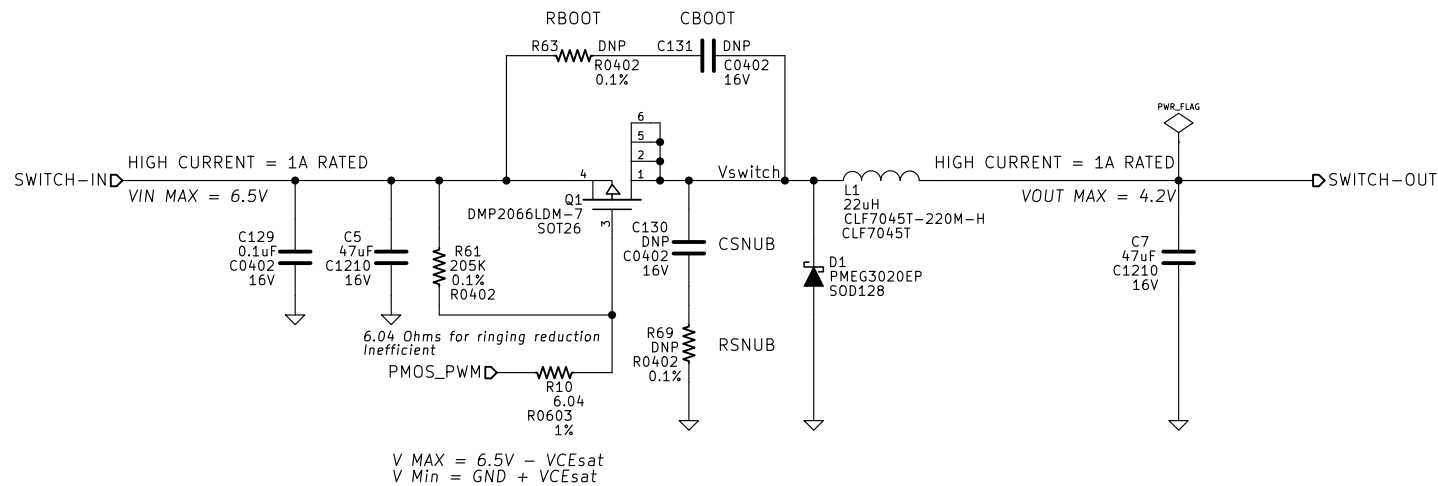 RBOOT
CBOOT
R63
DNP
R0402
0.1%
C131
DNP
C0402
16V
PWR_FLAG
6
5
2
1
4
3
SWITCH-IN
HIGH CURRENT = 1A RATED
VIN MAX = 6.5V
Vswitch
HIGH CURRENT = 1A RATED
VOUT MAX = 4.2V
SWITCH-OUT
Q1
DMP2066LDM-7
SOT26
L1
22uH
CLF7045T-220M-H
CLF7045T
C129
0.1uF
C0402
16V
C5
47uF
C1210
16V
R61
205K
0.1%
R0402
C130
DNP
C0402
16V
CSNUB
D1
PMEG3020EP
SOD128
C7
47uF
C1210
16V
6.04 Ohms for ringing reduction
Inefficient
R69
DNP
R0402
0.1%
RSNUB
PMOS_PWM
R10
6.04
R0603
1%
V MAX = 6.5V - VCEsat
V Min = GND + VCEsat